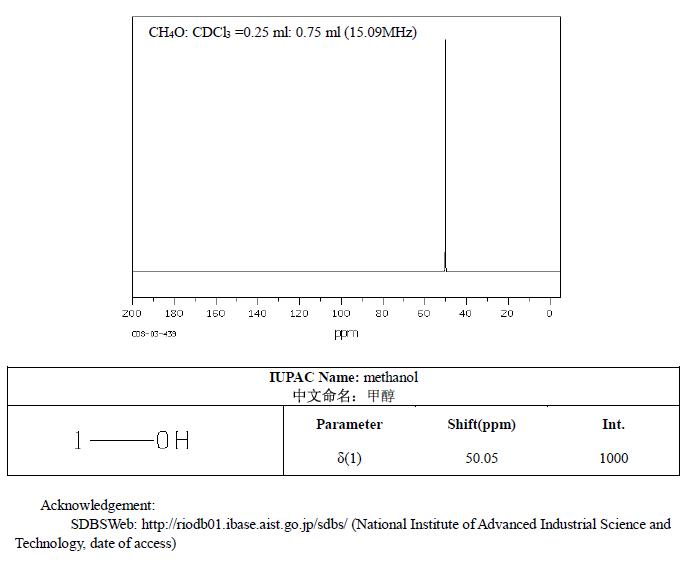 CH₄O: CDCl₃ =0.25 ml: 0.75 ml (15.09MHz)
200 180 160 140 120 100 80 60 40 20 0
CDS-03-439
ppm
IUPAC Name: methanol
中文命名：甲醇
1 OH
Parameter Shift(ppm) Int.
δ(1) 50.05 1000
Acknowledgement:
SDBSWeb: http://riodb01.ibase.aist.go.jp/sdbs/ (National Institute of Advanced Industrial Science and
Technology, date of access)